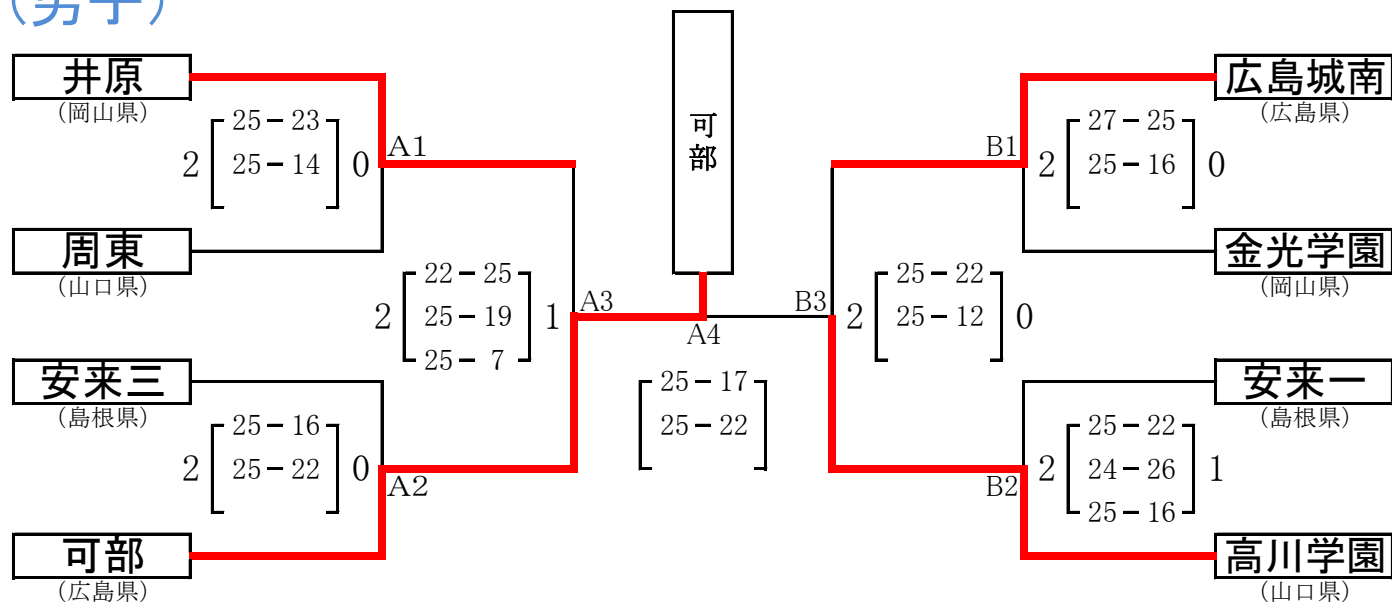 (男子)
井原
(岡山県)
25-23
2 25-14 0
A1
周東
(山口県)
22-25
2 25-19 1
25- 7
A3
安来三
(島根県)
25-16
2 25-22 0
A2
可部
(広島県)
可部
A4
25-17
25-22
広島城南
(広島県)
B1
27-25
2 25-16 0
金光学園
(岡山県)
B3
25-22
2 25-12 0
安来一
(島根県)
B2
25-22
2 24-26 1
25-16
高川学園
(山口県)